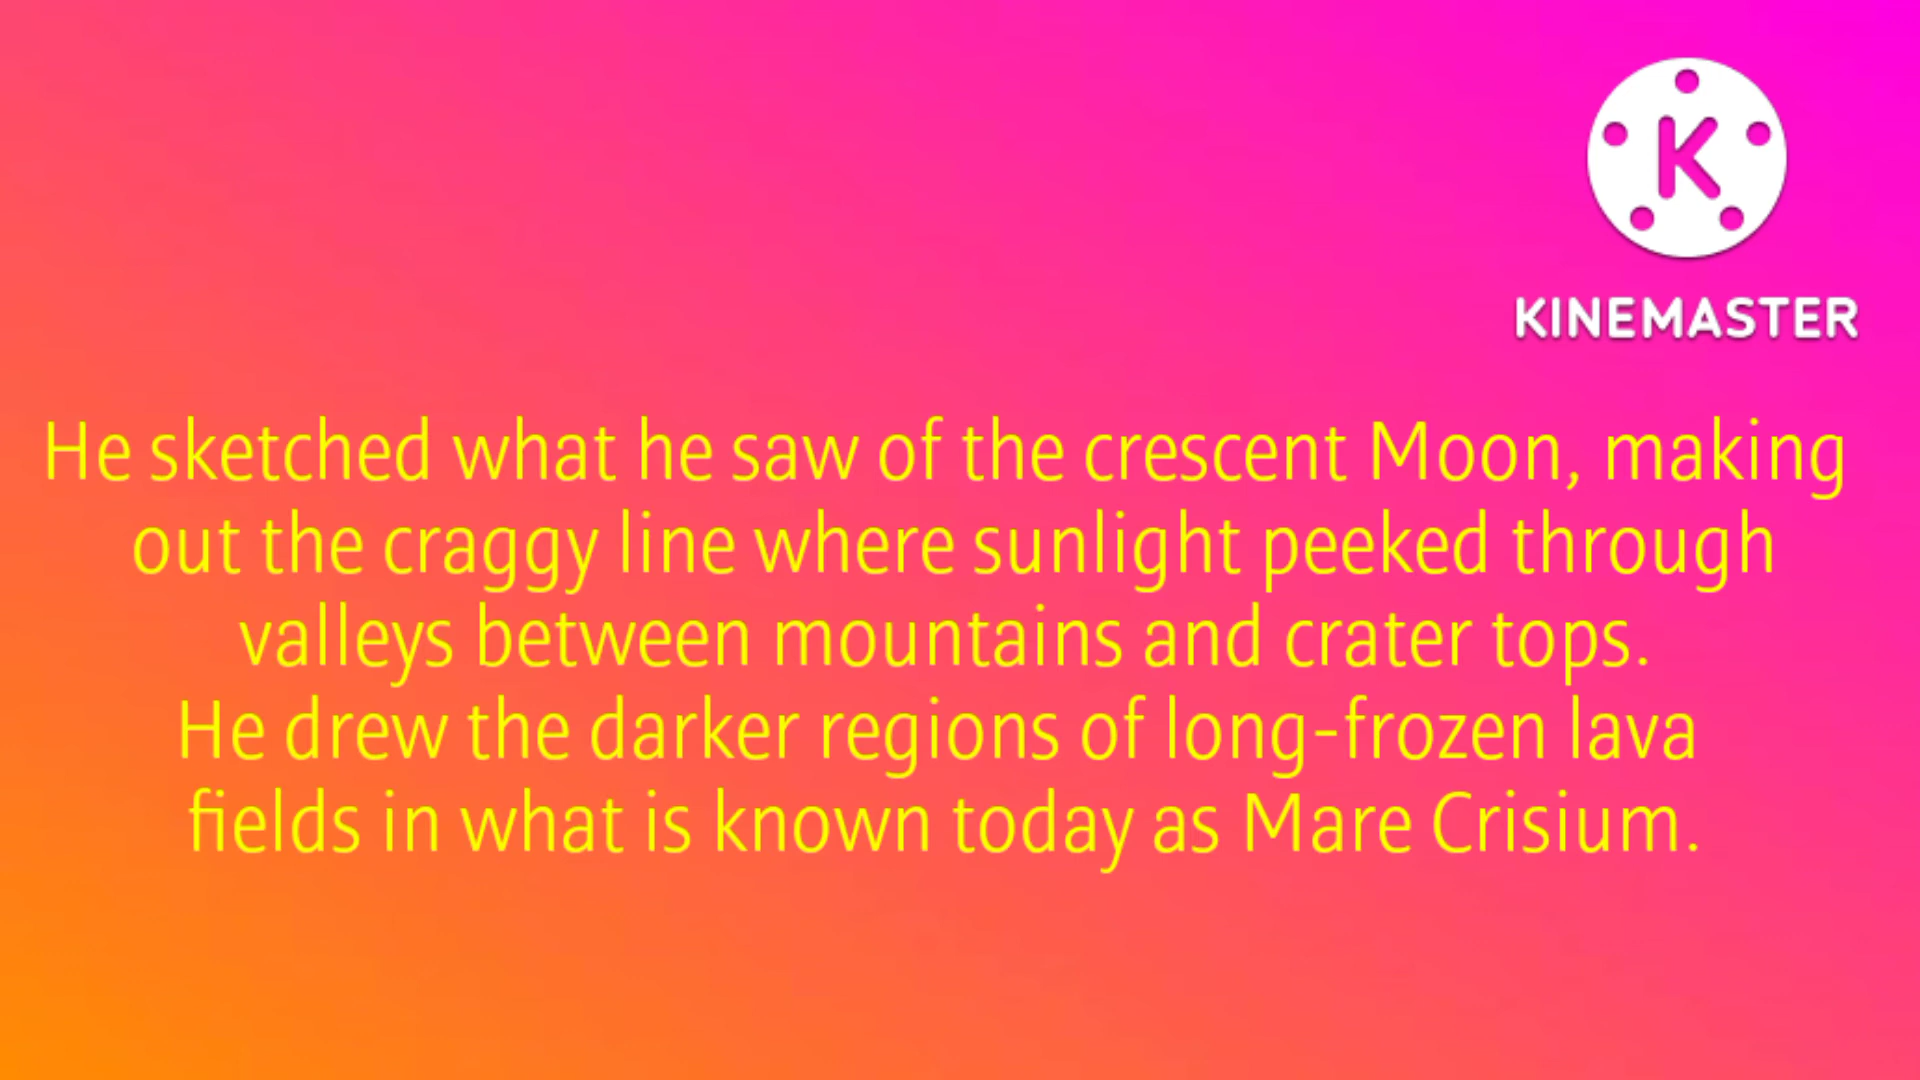 K
KINEMASTER
He sketched what he saw of the crescent Moon, making
out the craggy line where sunlight peeked through
valleys between mountains and crater tops.
He drew the darker regions of long-frozen lava
fields in what is known today as Mare Crisium.